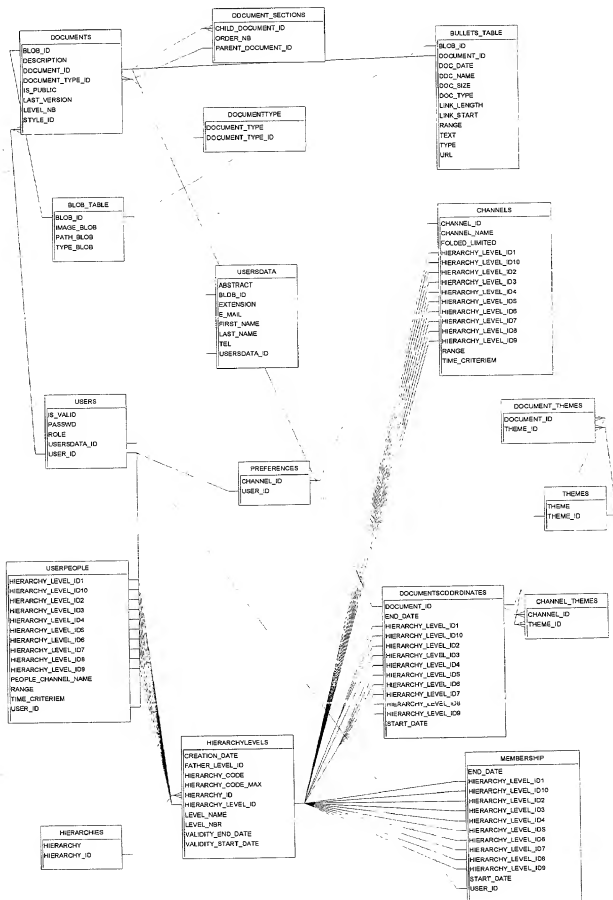 DOCUMENTS
BLOB_ID
DESCRIPTION
DOCUMENT_ID
DOCUMENT_TYPE_ID
IS_PUBLIC
LAST_VERSION
LEVEL_NB
STYLE_ID
DOCUMENT_SECTIONS
CHILD_DOCUMENT_ID
ORDER_NB
PARENT_DOCUMENT_ID
BULLETS_TABLE
BLOB_ID
DOCUMENT_ID
DOC_DATE
DOC_NAME
DOC_SIZE
DOC_TYPE
LINK_LENGTH
LINK_START
RANGE
TEXT
TYPE
URL
DOCUMENTTYPE
DOCUMENT_TYPE
DOCUMENT_TYPE_ID
BLOB_TABLE
BLOB_ID
IMAGE_BLOB
PATH_BLOB
TYPE_BLOB
CHANNELS
CHANNEL_ID
CHANNEL_NAME
FOLDED_LIMITED
HIERARCHY_LEVEL_ID1
HIERARCHY_LEVEL_ID10
HIERARCHY_LEVEL_ID2
HIERARCHY_LEVEL_ID3
HIERARCHY_LEVEL_ID4
HIERARCHY_LEVEL_ID5
HIERARCHY_LEVEL_ID6
HIERARCHY_LEVEL_ID7
HIERARCHY_LEVEL_ID8
HIERARCHY_LEVEL_ID9
RANGE
TIME_CRITERIEM
USERSDATA
ABSTRACT
BLOB_ID
EXTENSION
E_MAIL
FIRST_NAME
LAST_NAME
TEL
USERSDATA_ID
USERS
IS_VALID
PASSWD
ROLE
USERSDATA_ID
USER_ID
DOCUMENT_THEMES
DOCUMENT_ID
THEME_ID
PREFERENCES
CHANNEL_ID
USER_ID
THEMES
THEME
THEME_ID
USERPEOPLE
HIERARCHY_LEVEL_ID1
HIERARCHY_LEVEL_ID10
HIERARCHY_LEVEL_ID2
HIERARCHY_LEVEL_ID3
HIERARCHY_LEVEL_ID4
HIERARCHY_LEVEL_ID5
HIERARCHY_LEVEL_ID6
HIERARCHY_LEVEL_ID7
HIERARCHY_LEVEL_ID8
HIERARCHY_LEVEL_ID9
PEOPLE_CHANNEL_NAME
RANGE
TIME_CRITERIEM
USER_ID
DOCUMENTSCOORDINATES
DOCUMENT_ID
END_DATE
HIERARCHY_LEVEL_ID1
HIERARCHY_LEVEL_ID10
HIERARCHY_LEVEL_ID2
HIERARCHY_LEVEL_ID3
HIERARCHY_LEVEL_ID4
HIERARCHY_LEVEL_ID5
HIERARCHY_LEVEL_ID6
HIERARCHY_LEVEL_ID7
HIERARCHY_LEVEL_ID8
HIERARCHY_LEVEL_ID9
START_DATE
CHANNEL_THEMES
CHANNEL_ID
THEME_ID
HIERARCHYLEVELS
CREATION_DATE
FATHER_LEVEL_ID
HIERARCHY_CODE
HIERARCHY_CODE_MAX
HIERARCHY_ID
HIERARCHY_LEVEL_ID
LEVEL_NAME
LEVEL_NBR
VALIDITY_END_DATE
VALIDITY_START_DATE
MEMBERSHIP
END_DATE
HIERARCHY_LEVEL_ID1
HIERARCHY_LEVEL_ID10
HIERARCHY_LEVEL_ID2
HIERARCHY_LEVEL_ID3
HIERARCHY_LEVEL_ID4
HIERARCHY_LEVEL_ID5
HIERARCHY_LEVEL_ID6
HIERARCHY_LEVEL_ID7
HIERARCHY_LEVEL_ID8
HIERARCHY_LEVEL_ID9
START_DATE
USER_ID
HIERARCHIES
HIERARCHY
HIERARCHY_ID